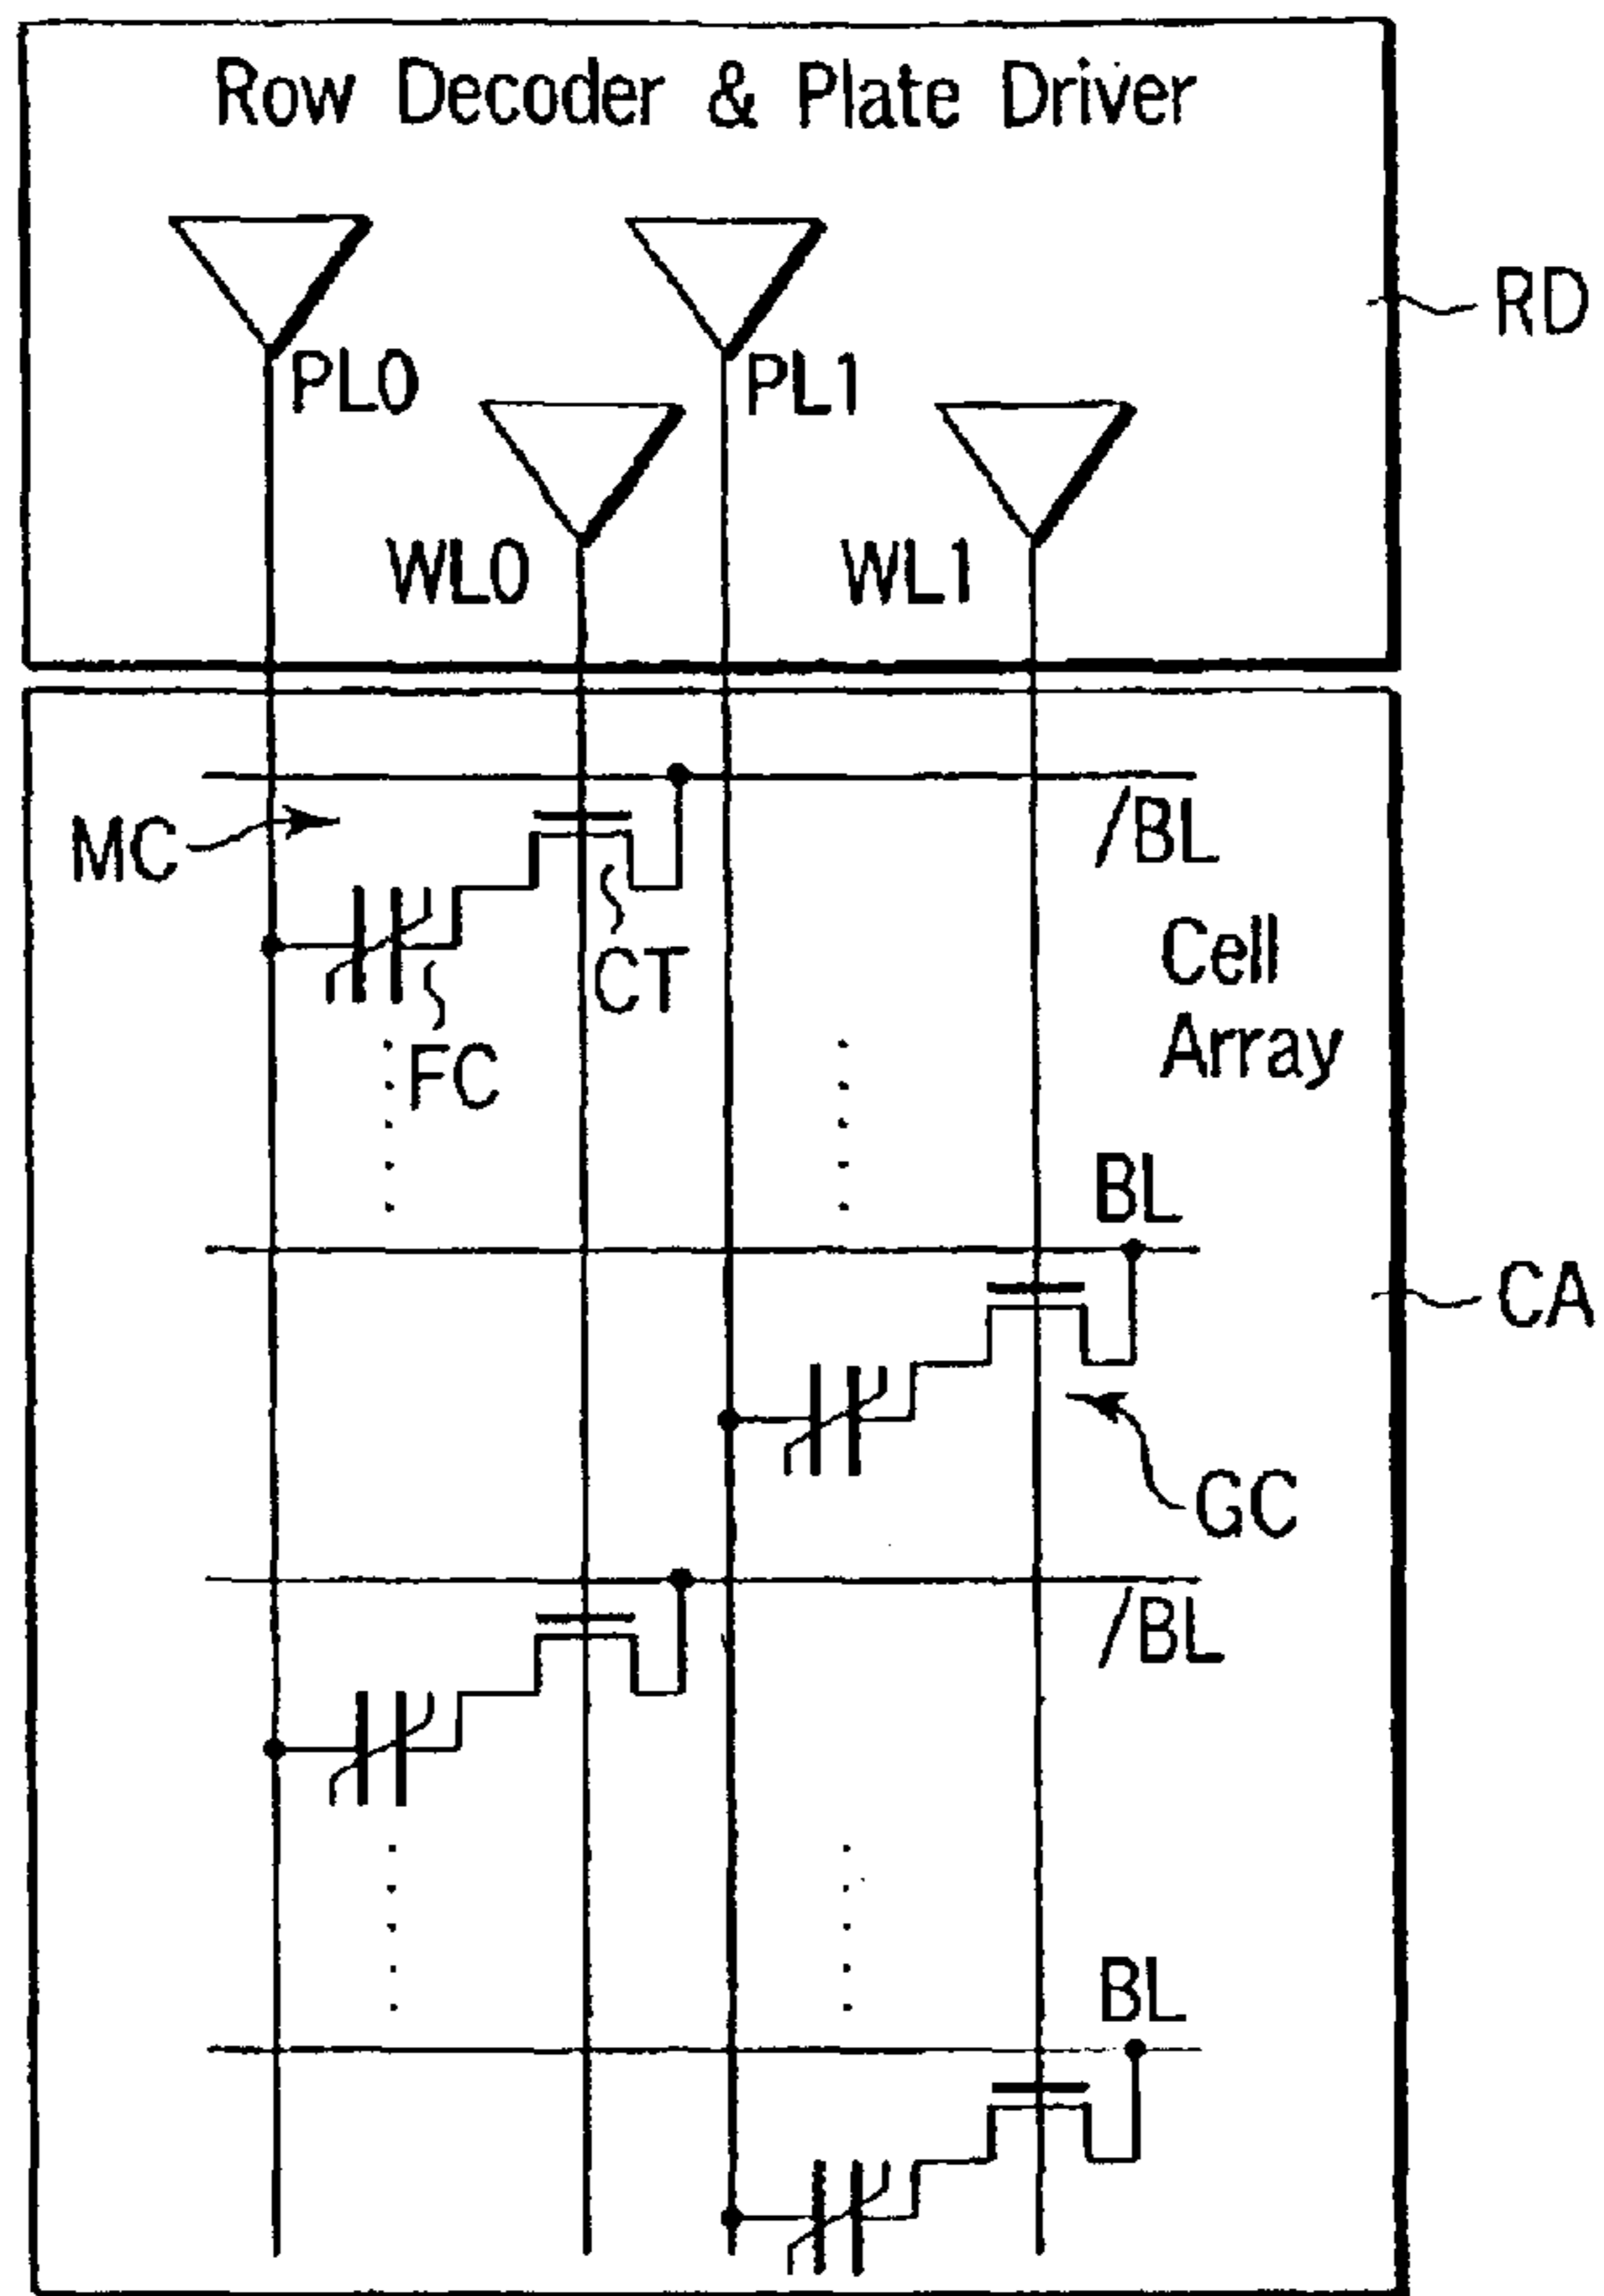 Row Decoder & Plate Driver
RD
PL0
PL1
WL0
WL1
MC
/BL
CT
Cell
Array
FC
BL
CA
GC
/BL
BL